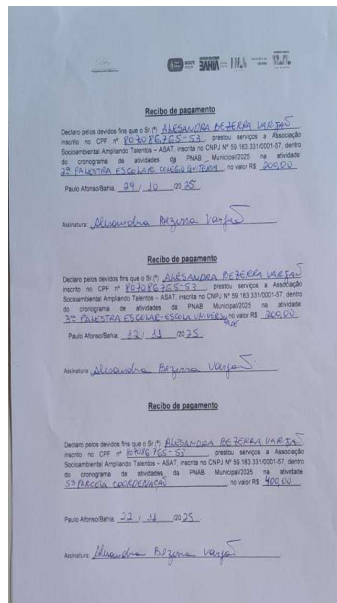 BAHIA
Recibo de pagamento
Declaro pelos devidos fins que o Sr.(ª) ALESANDRA BEZERRA VARJÃO
inscrito no CPF nº 807086765-53 prestou serviços a Associação
Socioambiental Ampliando Talentos – ASAT, inscrita no CNPJ Nº 59.183.331/0001-57, dentro
do cronograma de atividades da PNAB Municipal/2025 na atividade
2ª PALESTRA ESCOLAR COLEGIO no valor R$ 200,00
Paulo Afonso/Bahia, 29 / 10 /2025
Assinatura: Alesandra Bezerra Varjão
Recibo de pagamento
Declaro pelos devidos fins que o Sr.(ª) ALESANDRA BEZERRA VARJÃO
inscrito no CPF nº 807086765-53 prestou serviços a Associação
Socioambiental Ampliando Talentos – ASAT, inscrita no CNPJ Nº 59.183.331/0001-57, dentro
do cronograma de atividades da PNAB Municipal/2025 na atividade
3ª PALESTRA ESCOLAR-ESCOLA UNIVERSIDADE no valor R$ 200,00
Paulo Afonso/Bahia, 12 / 11 /2025
Assinatura: Alesandra Bezerra Varjão
Recibo de pagamento
Declaro pelos devidos fins que o Sr.(ª) ALESANDRA BEZERRA VARJÃO
inscrito no CPF nº 807086765-53 prestou serviços a Associação
Socioambiental Ampliando Talentos – ASAT, inscrita no CNPJ Nº 59.183.331/0001-57, dentro
do cronograma de atividades da PNAB Municipal/2025 na atividade
5ª PARCELA COORDENAÇÃO, no valor R$ 400,00
Paulo Afonso/Bahia, 22 / 11 /2025
Assinatura: Alesandra Bezerra Varjão